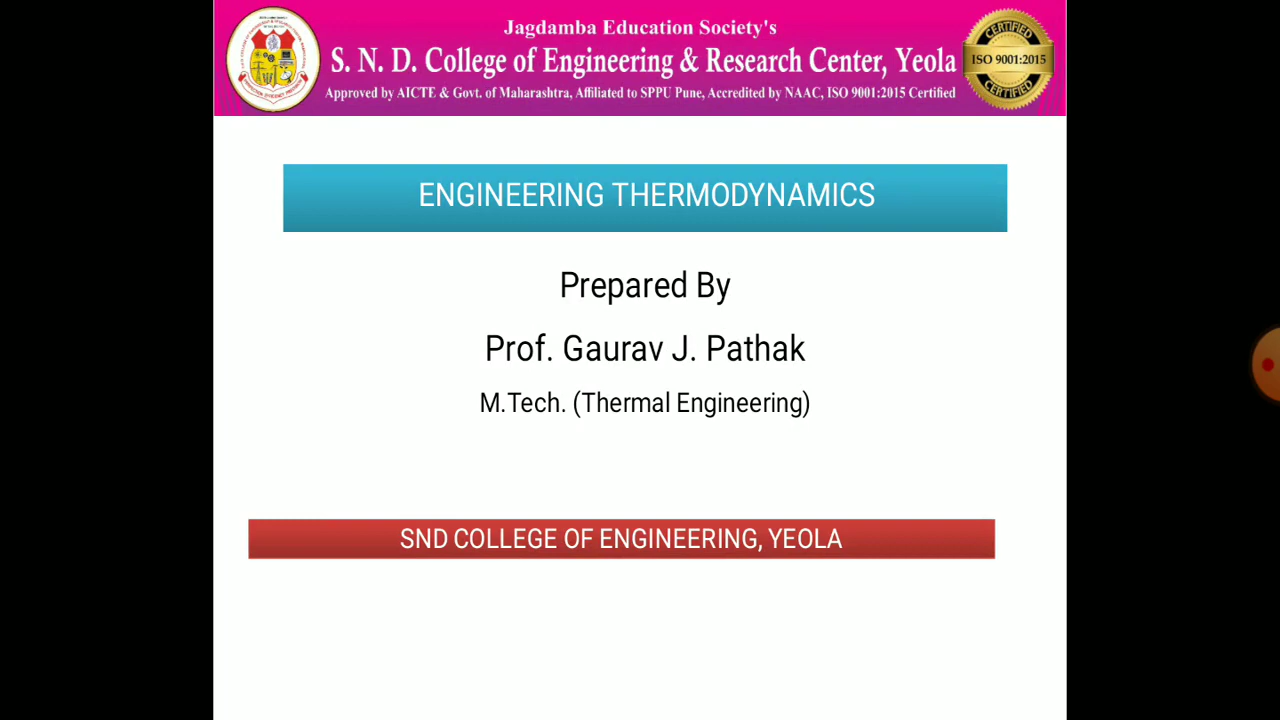 Jagdamba Education Society's
S. N. D. College of Engineering & Research Center, Yeola
Approved by AICTE & Govt. of Maharashtra, Affiliated to SPPU Pune, Accredited by NAAC, ISO 9001:2015 Certified
CERTIFIED
ISO 9001:2015
CERTIFIED
ENGINEERING THERMODYNAMICS
Prepared By
Prof. Gaurav J. Pathak
M.Tech. (Thermal Engineering)
SND COLLEGE OF ENGINEERING, YEOLA